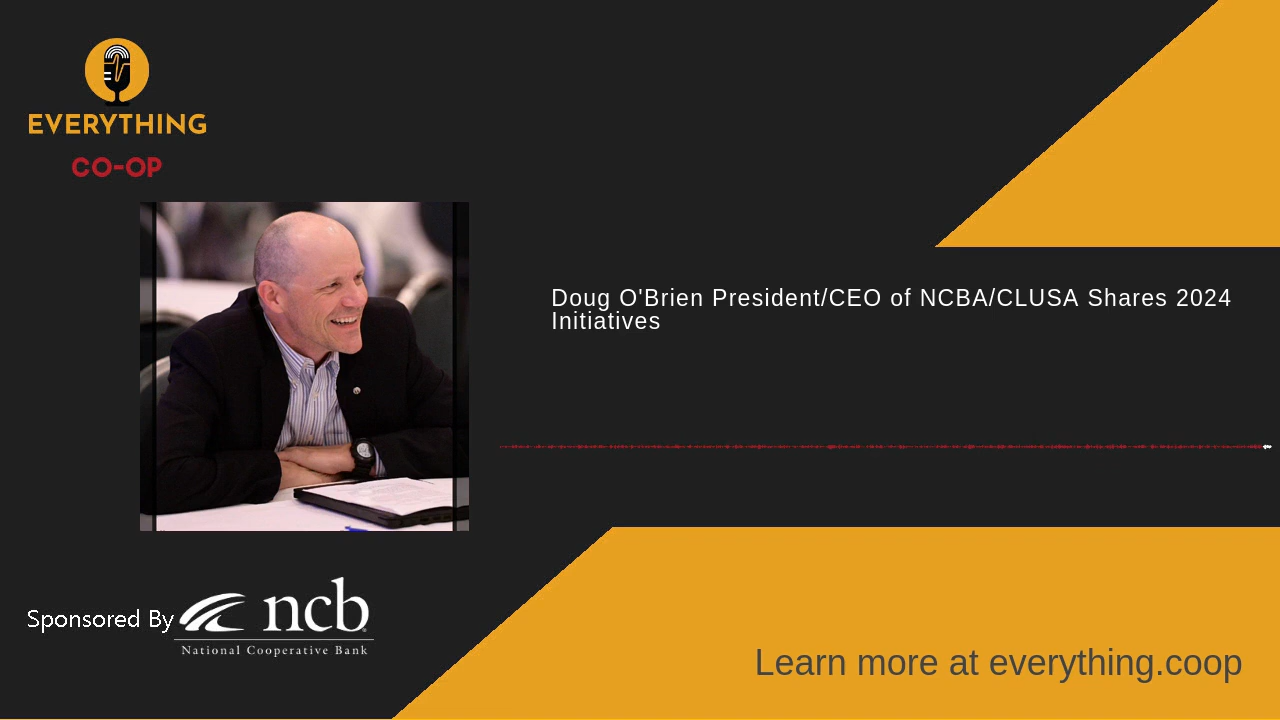 EVERYTHING
CO-OP
Doug O'Brien President/CEO of NCBA/CLUSA Shares 2024
Initiatives
Sponsored By
ncb
National Cooperative Bank
Learn more at everything.coop